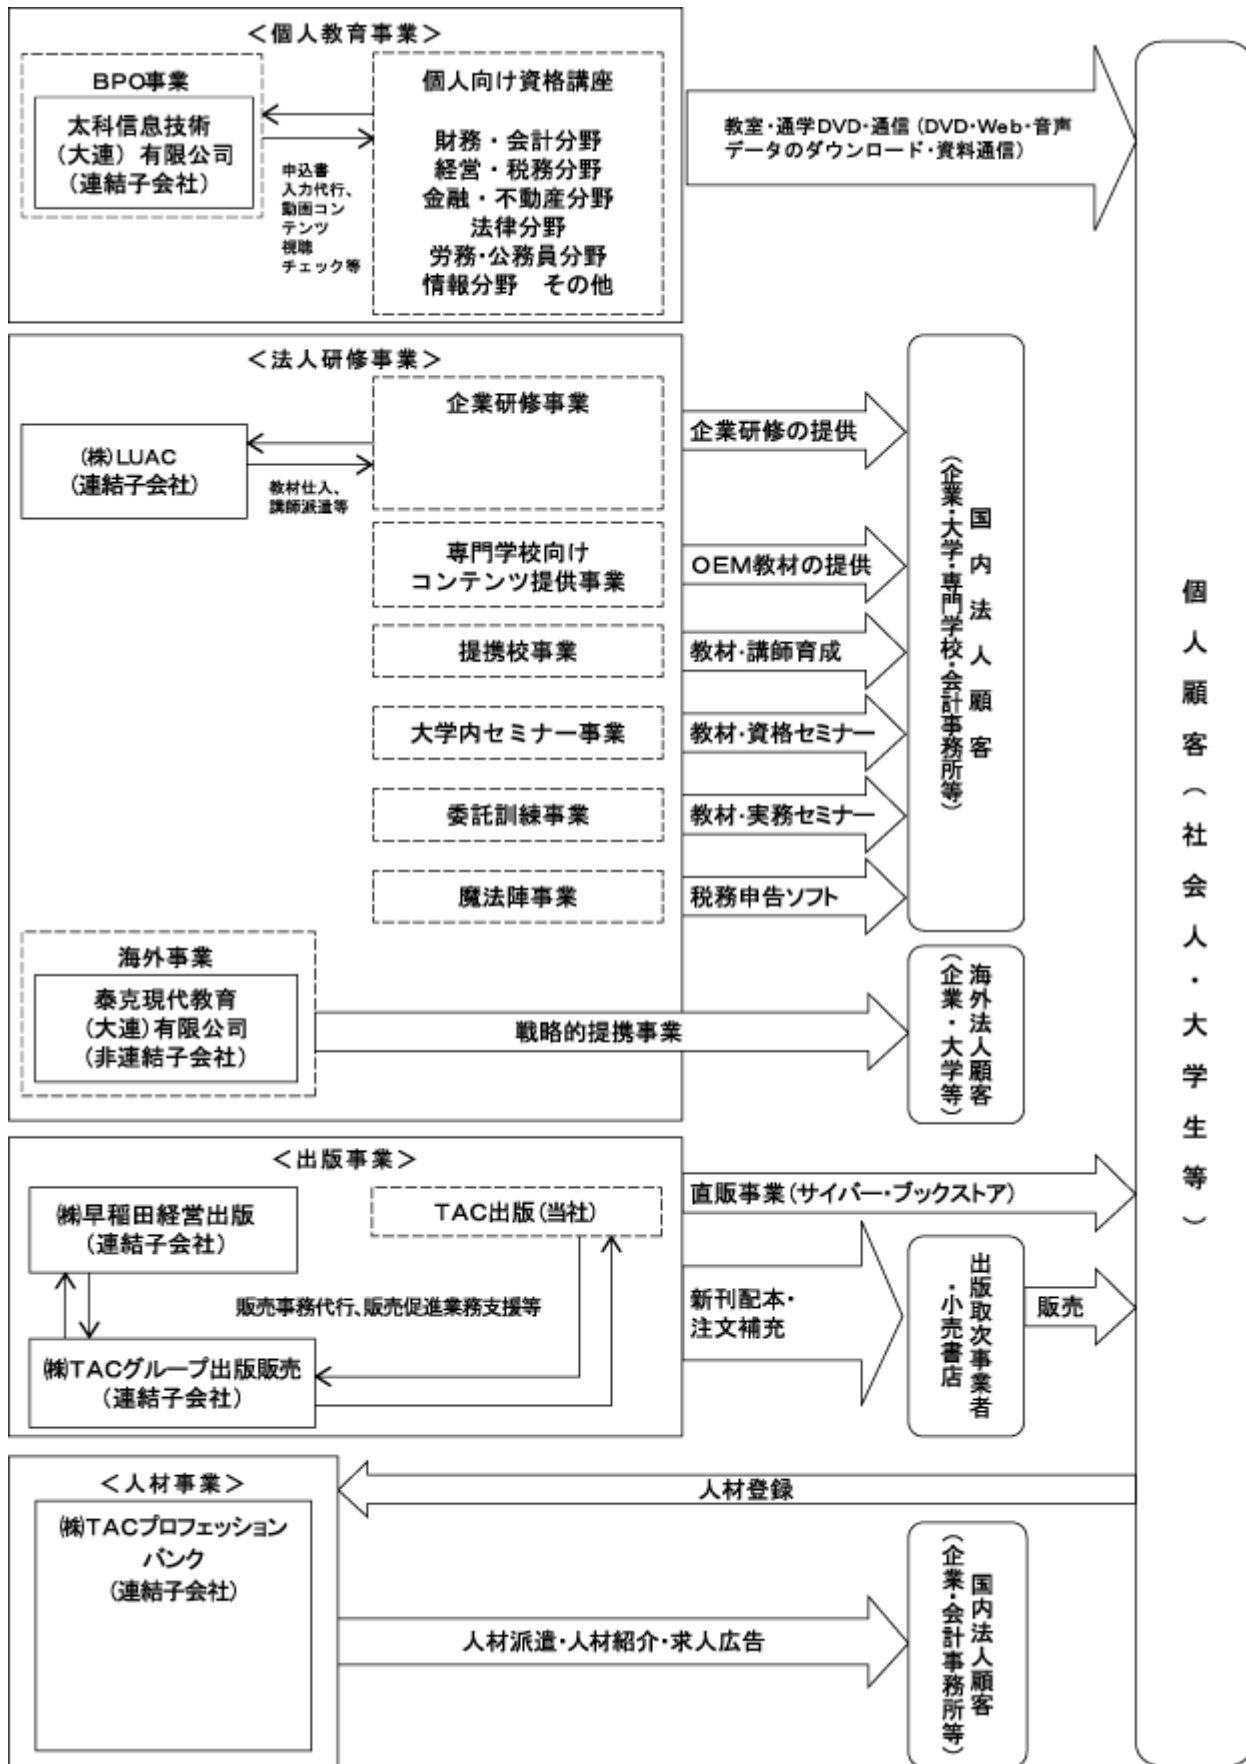 ＜個人教育事業＞
BPO事業
太科信息技術
（大連）有限公司
（連結子会社）
申込書
入力代行、
動画コン
テンツ
視聴
チェック等
個人向け資格講座
財務・会計分野
経営・税務分野
金融・不動産分野
法律分野
労務・公務員分野
情報分野　その他
教室・通学DVD・通信（DVD・Web・音声
データのダウンロード・資料通信）
＜法人研修事業＞
㈱LUAC
（連結子会社）
教材仕入、
講師派遣等
企業研修事業
企業研修の提供
専門学校向け
コンテンツ提供事業
OEM教材の提供
提携校事業
教材・講師育成
大学内セミナー事業
教材・資格セミナー
委託訓練事業
教材・実務セミナー
魔法陣事業
税務申告ソフト
国内法人顧客
（企業・大学・専門学校・会計事務所等）
海外事業
泰克現代教育
（大連）有限公司
（非連結子会社）
戦略的提携事業
海外法人顧客
（企業・大学等）
＜出版事業＞
㈱早稲田経営出版
（連結子会社）
TAC出版（当社）
販売事務代行、販売促進業務支援等
㈱TACグループ出版販売
（連結子会社）
直販事業（サイバー・ブックストア）
新刊配本・
注文補充
出版取次事業者
・小売書店
販売
＜人材事業＞
㈱TACプロフェッション
バンク
（連結子会社）
人材登録
人材派遣・人材紹介・求人広告
国内法人顧客
（企業・会計事務所等）
個人顧客（社会人・大学生等）